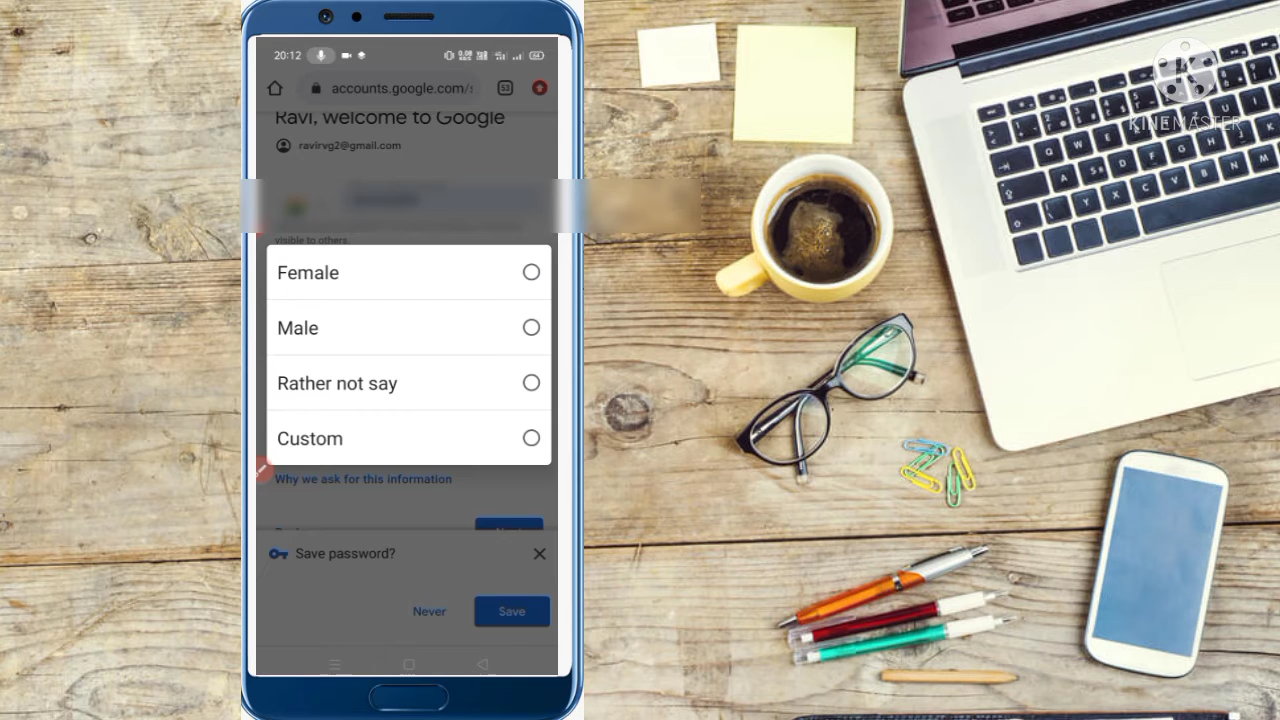 20:12
accounts.google.com/
53
Ravi, welcome to Google
ravirvg2@gmail.com
visible to others.
Female
Male
Rather not say
Custom
Why we ask for this information
Save password?
Never
Save
KINEMASTER